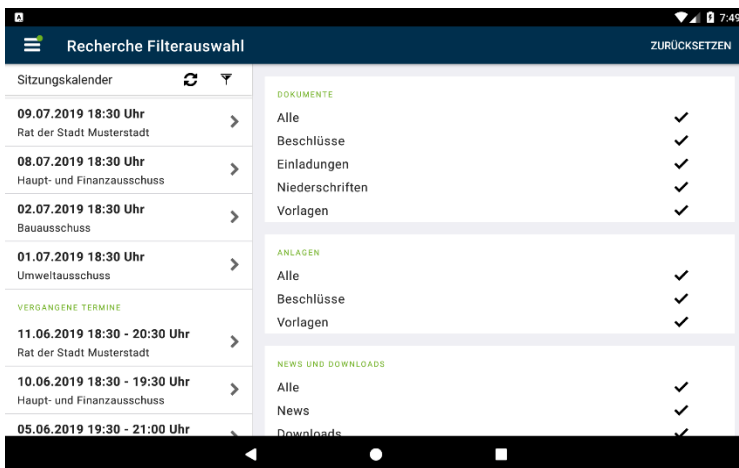 A
7:49
Recherche Filterauswahl
ZURÜCKSETZEN
Sitzungskalender
09.07.2019 18:30 Uhr
Rat der Stadt Musterstadt
08.07.2019 18:30 Uhr
Haupt- und Finanzausschuss
02.07.2019 18:30 Uhr
Bauausschuss
01.07.2019 18:30 Uhr
Umweltausschuss
VERGANGENE TERMINE
11.06.2019 18:30 - 20:30 Uhr
Rat der Stadt Musterstadt
10.06.2019 18:30 - 19:30 Uhr
Haupt- und Finanzausschuss
05.06.2019 19:30 - 21:00 Uhr
DOKUMENTE
Alle
Beschlüsse
Einladungen
Niederschriften
Vorlagen
ANLAGEN
Alle
Beschlüsse
Vorlagen
NEWS UND DOWNLOADS
Alle
News
Downloads